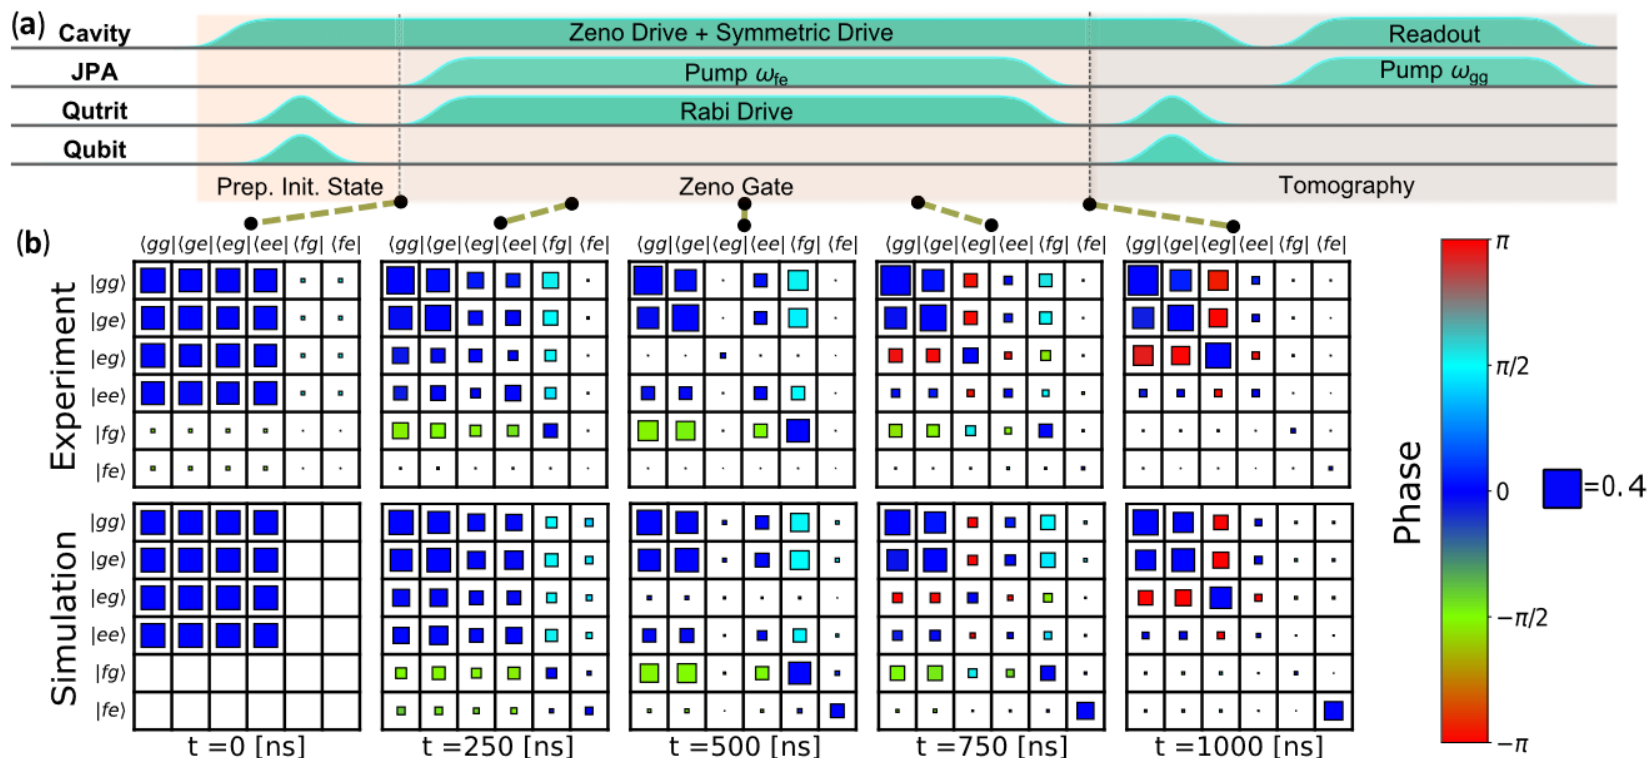 (a)
Cavity
Zeno Drive + Symmetric Drive
Readout
JPA
Pump ω_fe
Pump ω_gg
Qutrit
Rabi Drive
Qubit
Prep. Init. State
Zeno Gate
Tomography
(b)
⟨gg| ⟨ge| ⟨eg| ⟨ee| ⟨fg| ⟨fe|
⟨gg| ⟨ge| ⟨eg| ⟨ee| ⟨fg| ⟨fe|
⟨gg| ⟨ge| ⟨eg| ⟨ee| ⟨fg| ⟨fe|
⟨gg| ⟨ge| ⟨eg| ⟨ee| ⟨fg| ⟨fe|
⟨gg| ⟨ge| ⟨eg| ⟨ee| ⟨fg| ⟨fe|
Experiment
|gg⟩
|ge⟩
|eg⟩
|ee⟩
|fg⟩
|fe⟩
Simulation
|gg⟩
|ge⟩
|eg⟩
|ee⟩
|fg⟩
|fe⟩
t =0 [ns]
t =250 [ns]
t =500 [ns]
t =750 [ns]
t =1000 [ns]
Phase
π
π/2
0
−π/2
−π
=0.4